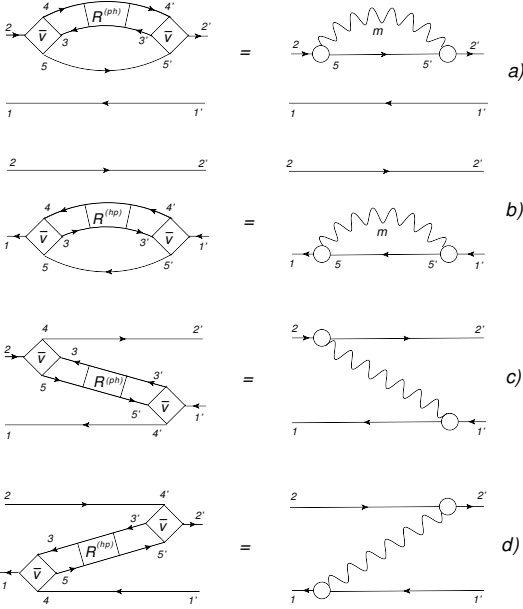 4 R(ph) 4'
2 v̄ 3 3' v̄ 2' = 2 m 2'
5 5' 5 5' a)
1 1' 1 1'
2 2' 2 2'
4 R(hp) 4' b)
1 v̄ 3 3' v̄ 1' = 1 m 1'
5 5' 5 5'
4 2' 2 2'
2 v̄ 3 3'
5 R(ph) = c)
5' v̄ 1'
1 4' 1 1'
2 4' 2 2'
3 3' v̄ 2'
R(hp) 5' = d)
1 v̄ 5
4 1' 1 1'